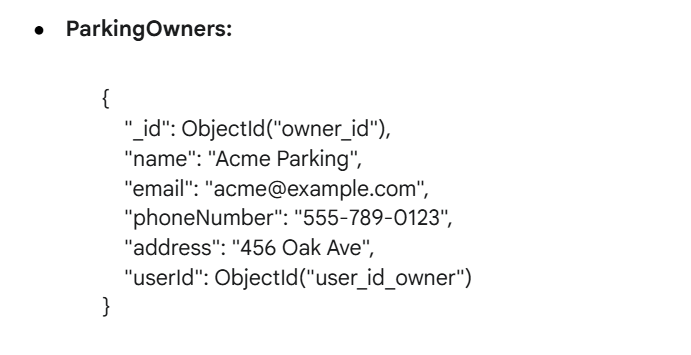 ● ParkingOwners:
{
"_id": ObjectId("owner_id"),
"name": "Acme Parking",
"email": "acme@example.com",
"phoneNumber": "555-789-0123",
"address": "456 Oak Ave",
"userId": ObjectId("user_id_owner")
}